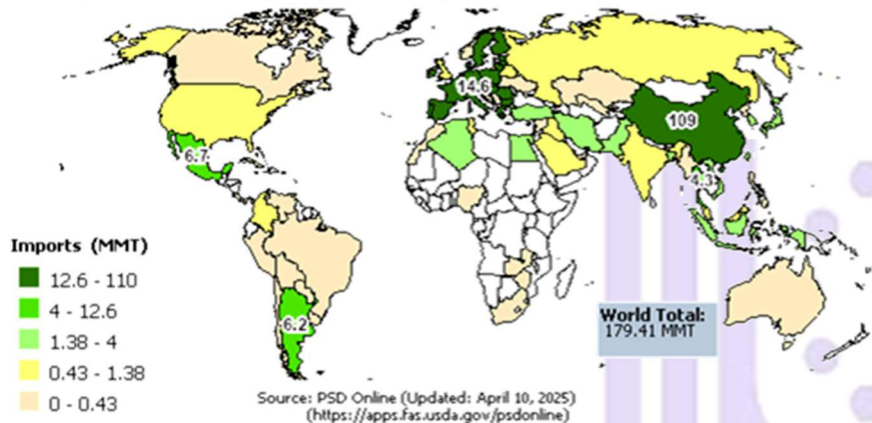 14.6
109
6.7
4.3
Imports (MMT)
12.6 - 110
4 - 12.6
1.38 - 4
0.43 - 1.38
0 - 0.43
6.2
World Total:
179.41 MMT
Source: PSD Online (Updated: April 10, 2025)
(https://apps.fas.usda.gov/psdonline)